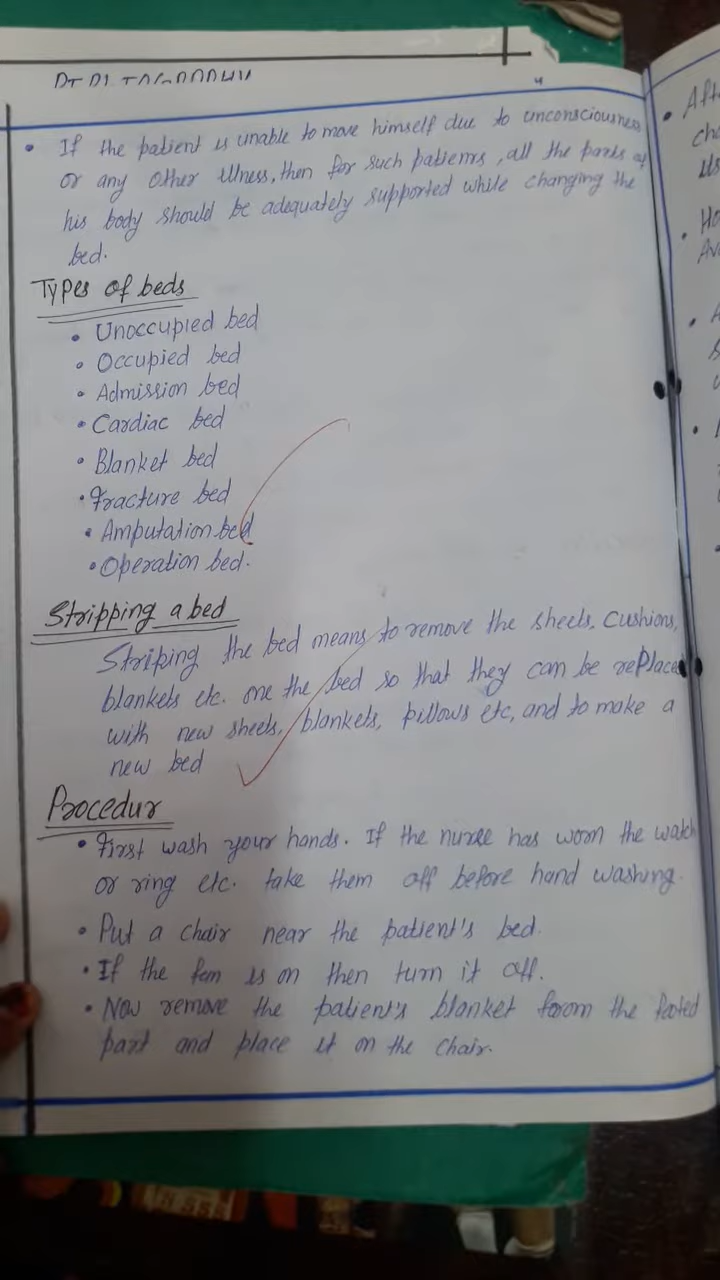 4
• If the patient is unable to move himself due to unconsciousness
or any other illness, then for such patients, all the parts of
his body should be adequately supported while changing the
bed.
Types of beds
• Unoccupied bed
• Occupied bed
• Admission bed
• Cardiac bed
• Blanket bed
• Fracture bed
• Amputation bed
• Operation bed.
Stripping a bed
Striping the bed means to remove the sheets, cushions,
blankets etc. one the bed so that they can be replace
with new sheets, blankets, pillows etc, and to make a
new bed
Procedur
• First wash your hands. If the nurse has worn the watch
or ring etc. take them off before hand washing.
• Put a chair near the patient's bed.
• If the fan is on then turn it off.
• Now remove the patient's blanket forom the
part and place it on the chair.